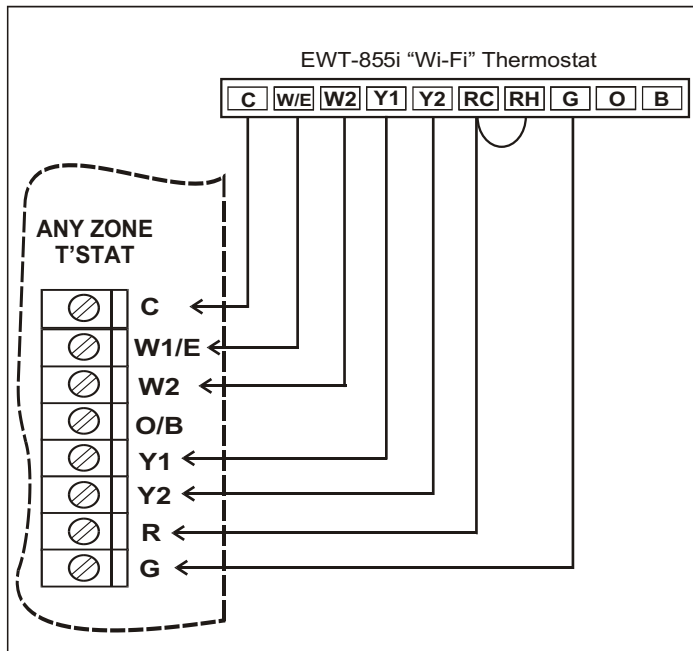 EWT-855i “Wi-Fi” Thermostat
C W/E W2 Y1 Y2 RC RH G O B
ANY ZONE
T’STAT
C
W1/E
W2
O/B
Y1
Y2
R
G